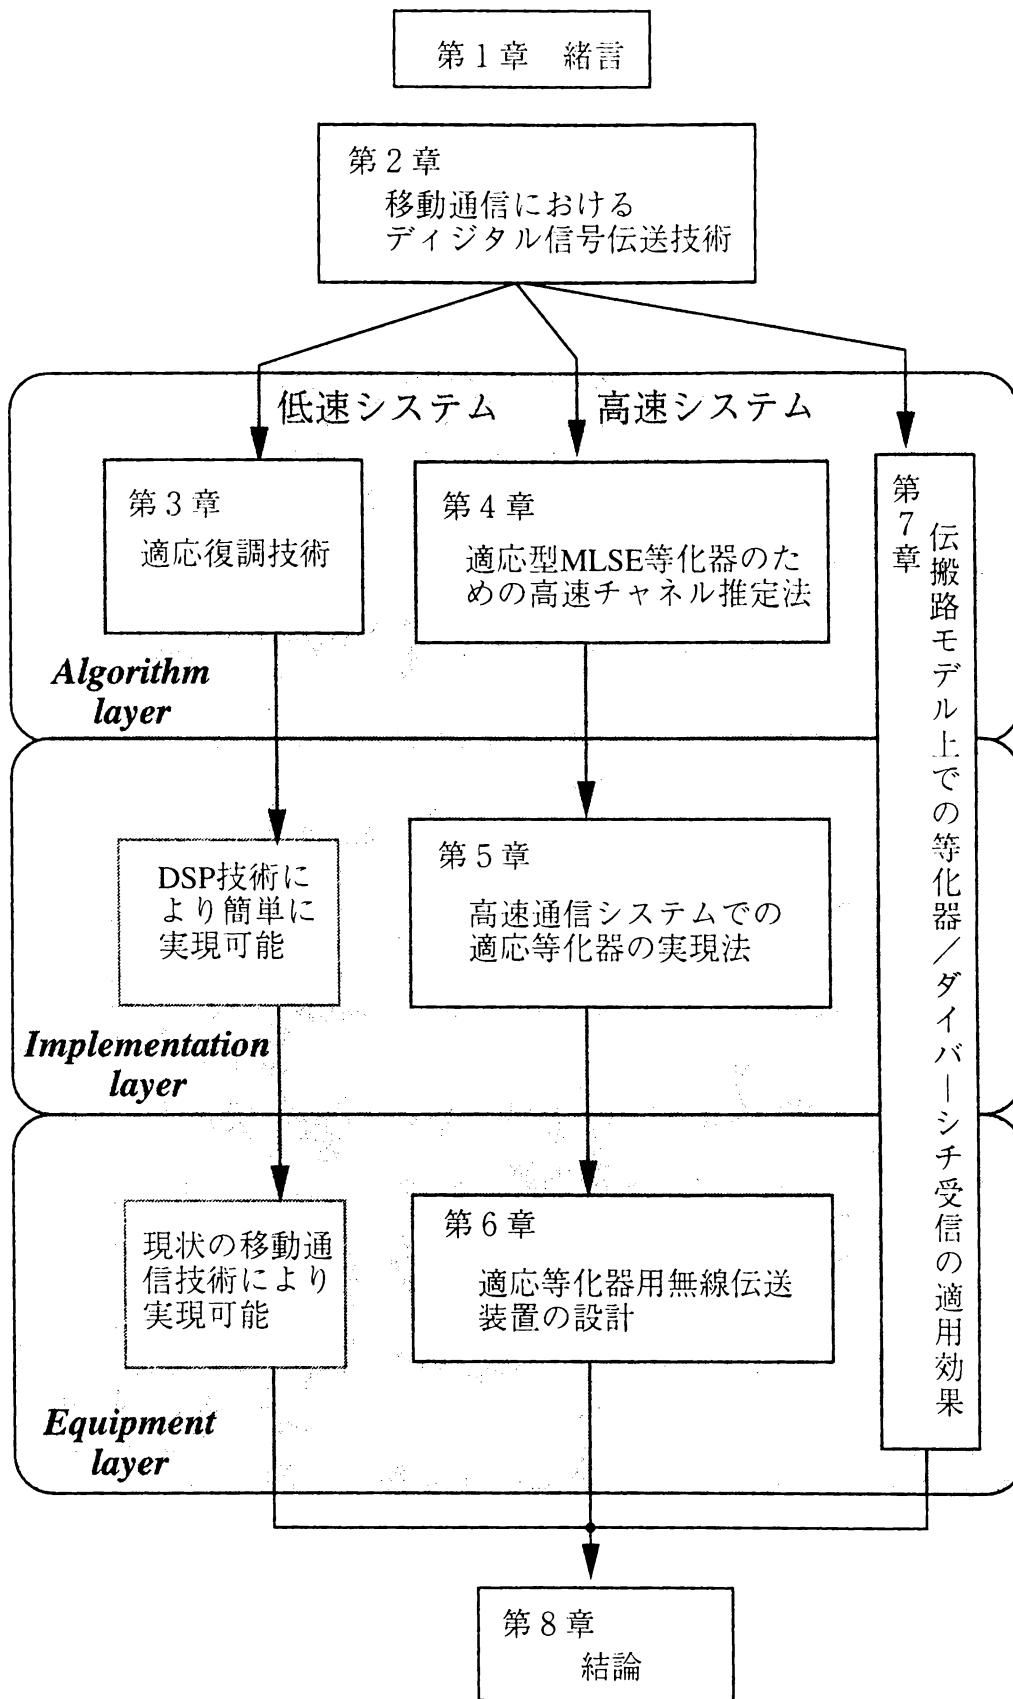 第1章 緒言
第2章
移動通信における
ディジタル信号伝送技術
低速システム
高速システム
第3章
適応復調技術
第4章
適応型MLSE等化器のた
めの高速チャネル推定法
第7章
伝搬路モデル上での等化器/ダイバーシチ受信の適用効果
Algorithm
layer
DSP技術に
より簡単に
実現可能
第5章
高速通信システムでの
適応等化器の実現法
Implementation
layer
現状の移動通
信技術により
実現可能
第6章
適応等化器用無線伝送
装置の設計
Equipment
layer
第8章
結論